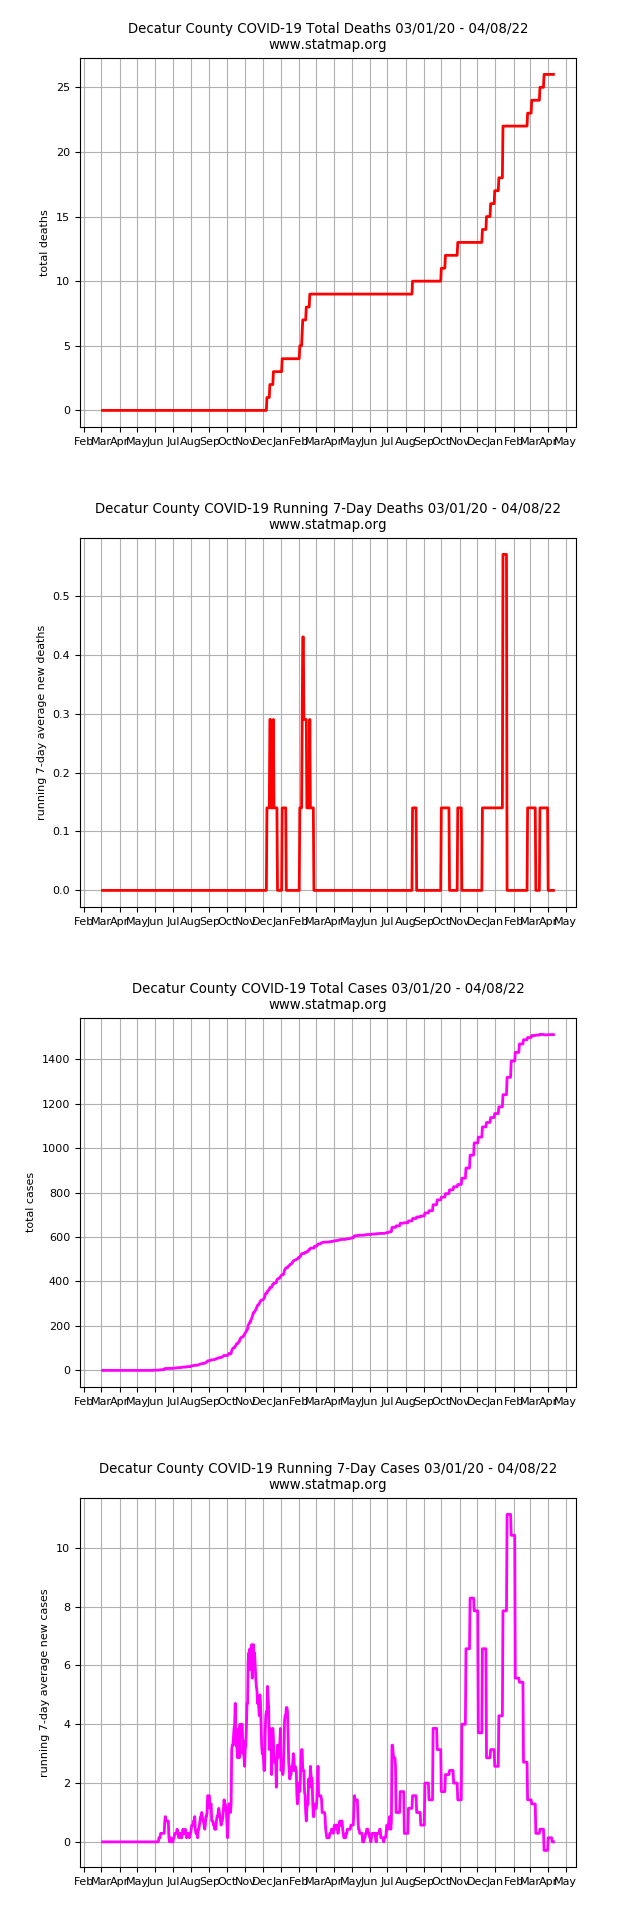 Decatur County COVID-19 Total Deaths 03/01/20 - 04/08/22
www.statmap.org
total deaths
25
20
15
10
5
0
Feb Mar Apr May Jun Jul Aug Sep Oct Nov Dec Jan Feb Mar Apr May Jun Jul Aug Sep Oct Nov Dec Jan Feb Mar Apr May
Decatur County COVID-19 Running 7-Day Deaths 03/01/20 - 04/08/22
www.statmap.org
running 7-day average new deaths
0.5
0.4
0.3
0.2
0.1
0.0
Feb Mar Apr May Jun Jul Aug Sep Oct Nov Dec Jan Feb Mar Apr May Jun Jul Aug Sep Oct Nov Dec Jan Feb Mar Apr May
Decatur County COVID-19 Total Cases 03/01/20 - 04/08/22
www.statmap.org
total cases
1400
1200
1000
800
600
400
200
0
Feb Mar Apr May Jun Jul Aug Sep Oct Nov Dec Jan Feb Mar Apr May Jun Jul Aug Sep Oct Nov Dec Jan Feb Mar Apr May
Decatur County COVID-19 Running 7-Day Cases 03/01/20 - 04/08/22
www.statmap.org
running 7-day average new cases
10
8
6
4
2
0
Feb Mar Apr May Jun Jul Aug Sep Oct Nov Dec Jan Feb Mar Apr May Jun Jul Aug Sep Oct Nov Dec Jan Feb Mar Apr May